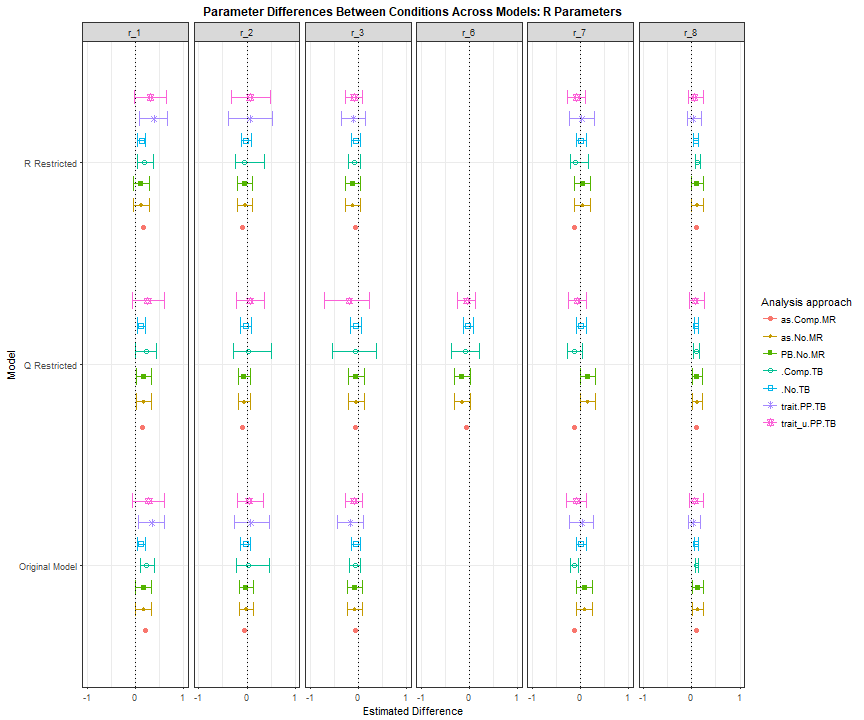 Parameter Differences Between Conditions Across Models: R Parameters
r_1 r_2 r_3 r_6 r_7 r_8
R Restricted
Q Restricted
Original Model
Model
-1 0 1 -1 0 1 -1 0 1 -1 0 1 -1 0 1 -1 0 1
Estimated Difference
Analysis approach
as.Comp.MR
as.No.MR
PB.No.MR
.Comp.TB
.No.TB
trait.PP.TB
trait_u.PP.TB